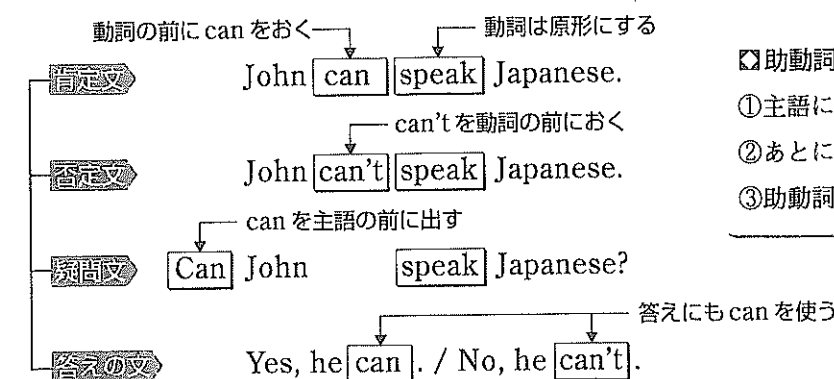 動詞の前に can をおく
動詞は原形にする
肯定文 John can speak Japanese.
can't を動詞の前におく
否定文 John can't speak Japanese.
can を主語の前に出す
疑問文 Can John speak Japanese?
答えにも can を使う
答えの文 Yes, he can . / No, he can't .
助動詞
①主語に
②あとに
③助動詞